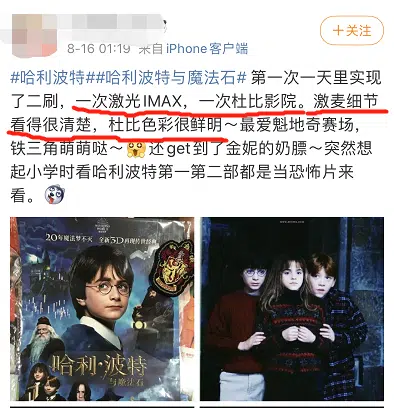 +关注
8-16 01:19 来自iPhone客户端
#哈利波特##哈利波特与魔法石# 第一次一天里实现
了二刷，一次激光IMAX，一次杜比影院。激麦细节
看得很清楚，杜比色彩很鲜明～最爱魁地奇赛场，
铁三角萌萌哒～还get到了金妮的奶膘～突然想
起小学时看哈利波特第一第二部都是当恐怖片来
看。
20年魔法梦不灭 全新3D再现传世经典
哈利·波特
与魔法石